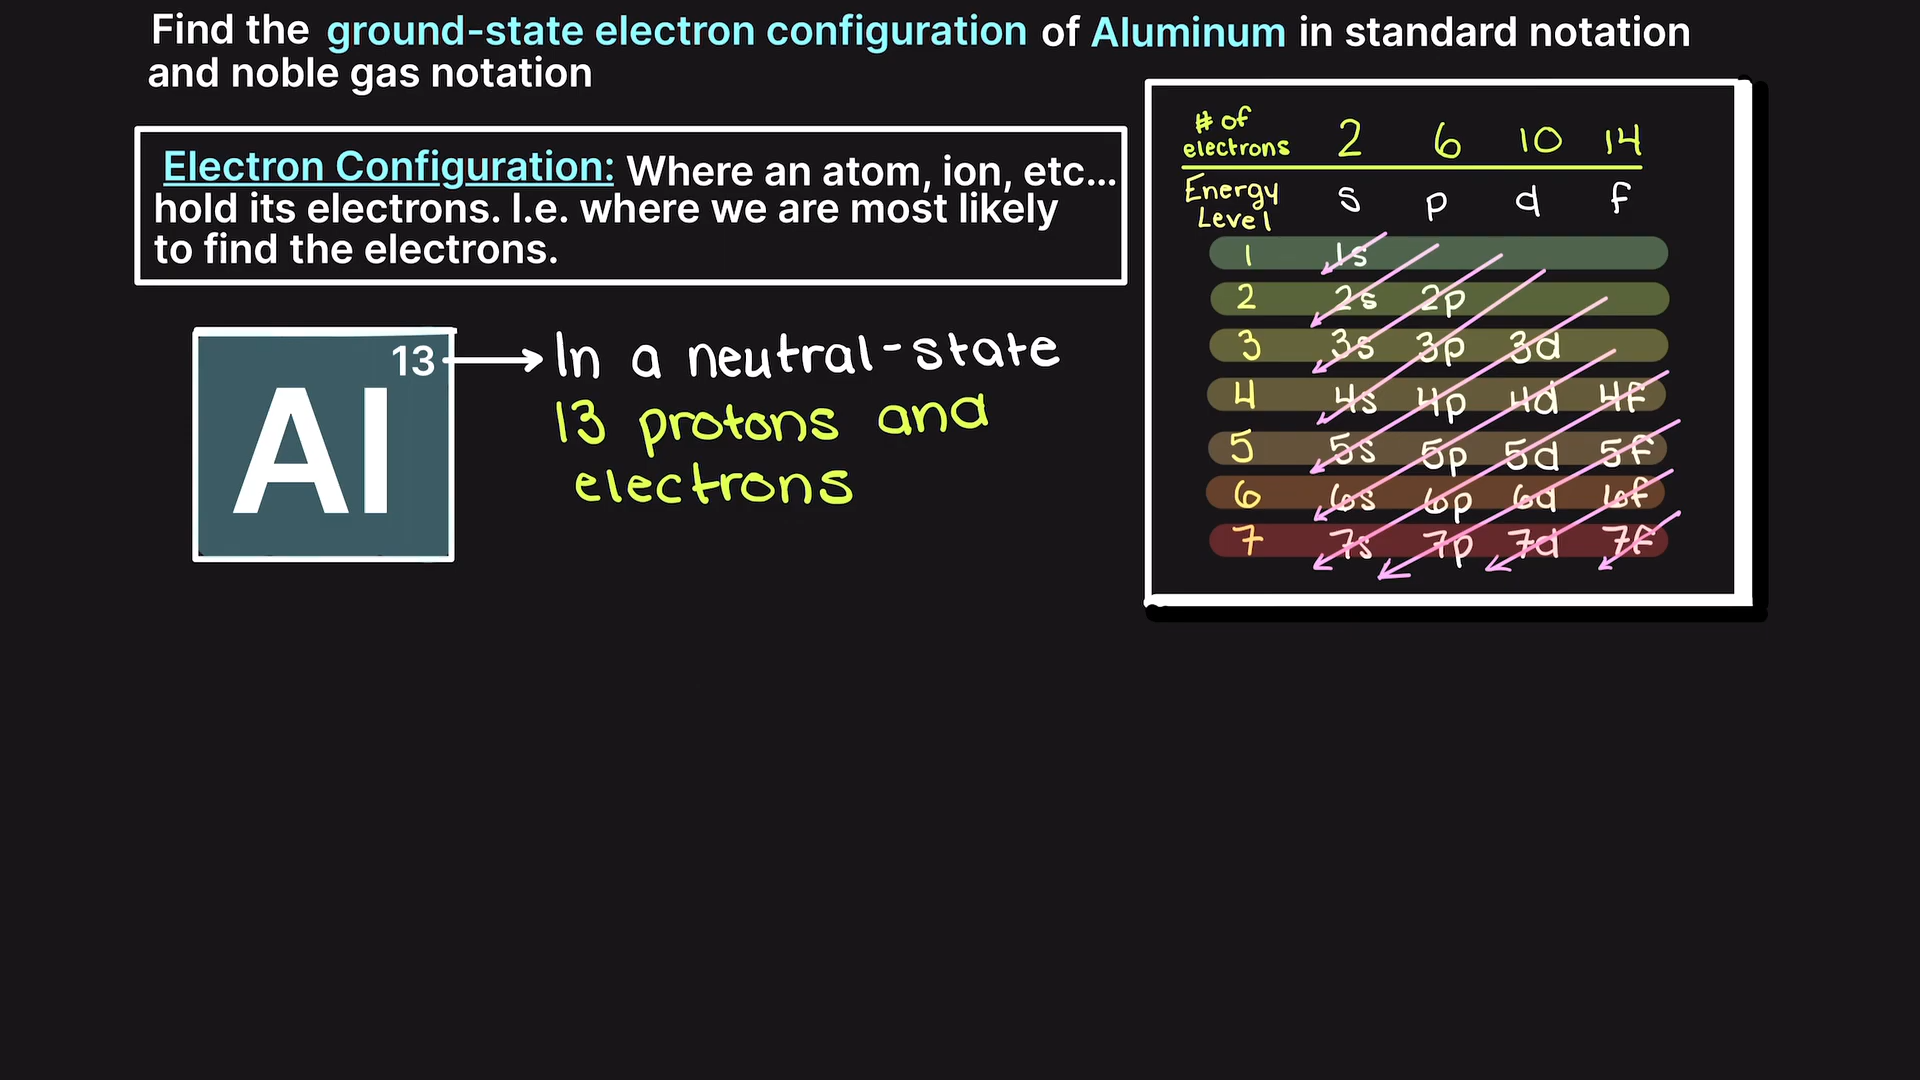 Find the ground-state electron configuration of Aluminum in standard notation
and noble gas notation
Electron Configuration: Where an atom, ion, etc...
hold its electrons. I.e. where we are most likely
to find the electrons.
13
Al
In a neutral-state
13 protons and
electrons
# of
electrons 2 6 10 14
Energy
Level s p d f
1 1s
2 2s 2p
3 3s 3p 3d
4 4s 4p 4d 4f
5 5s 5p 5d 5f
6 6s 6p 6d 6f
7 7s 7p 7d 7f